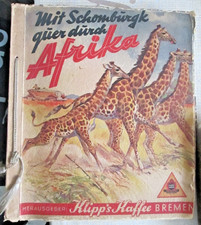 Mit Schomburgk
quer durch
Afrika
HERAUSGEBER: Klipp's Kaffee BREMEN